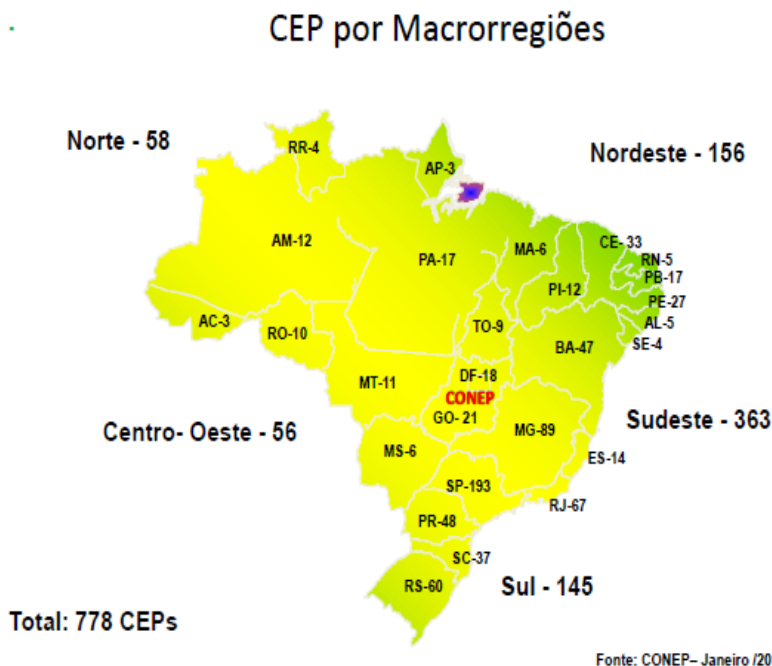 CEP por Macrorregiões
Norte - 58
Nordeste - 156
RR-4
AP-3
AM-12
PA-17
MA-6
CE- 33
RN-5
PB-17
PI-12
PE-27
AL-5
SE-4
AC-3
RO-10
TO-9
BA-47
MT-11
DF-18
CONEP
GO- 21
Centro- Oeste - 56
Sudeste - 363
MG-89
MS-6
ES-14
SP-193
RJ-67
PR-48
SC-37
RS-60
Sul - 145
Total: 778 CEPs
Fonte: CONEP– Janeiro /20